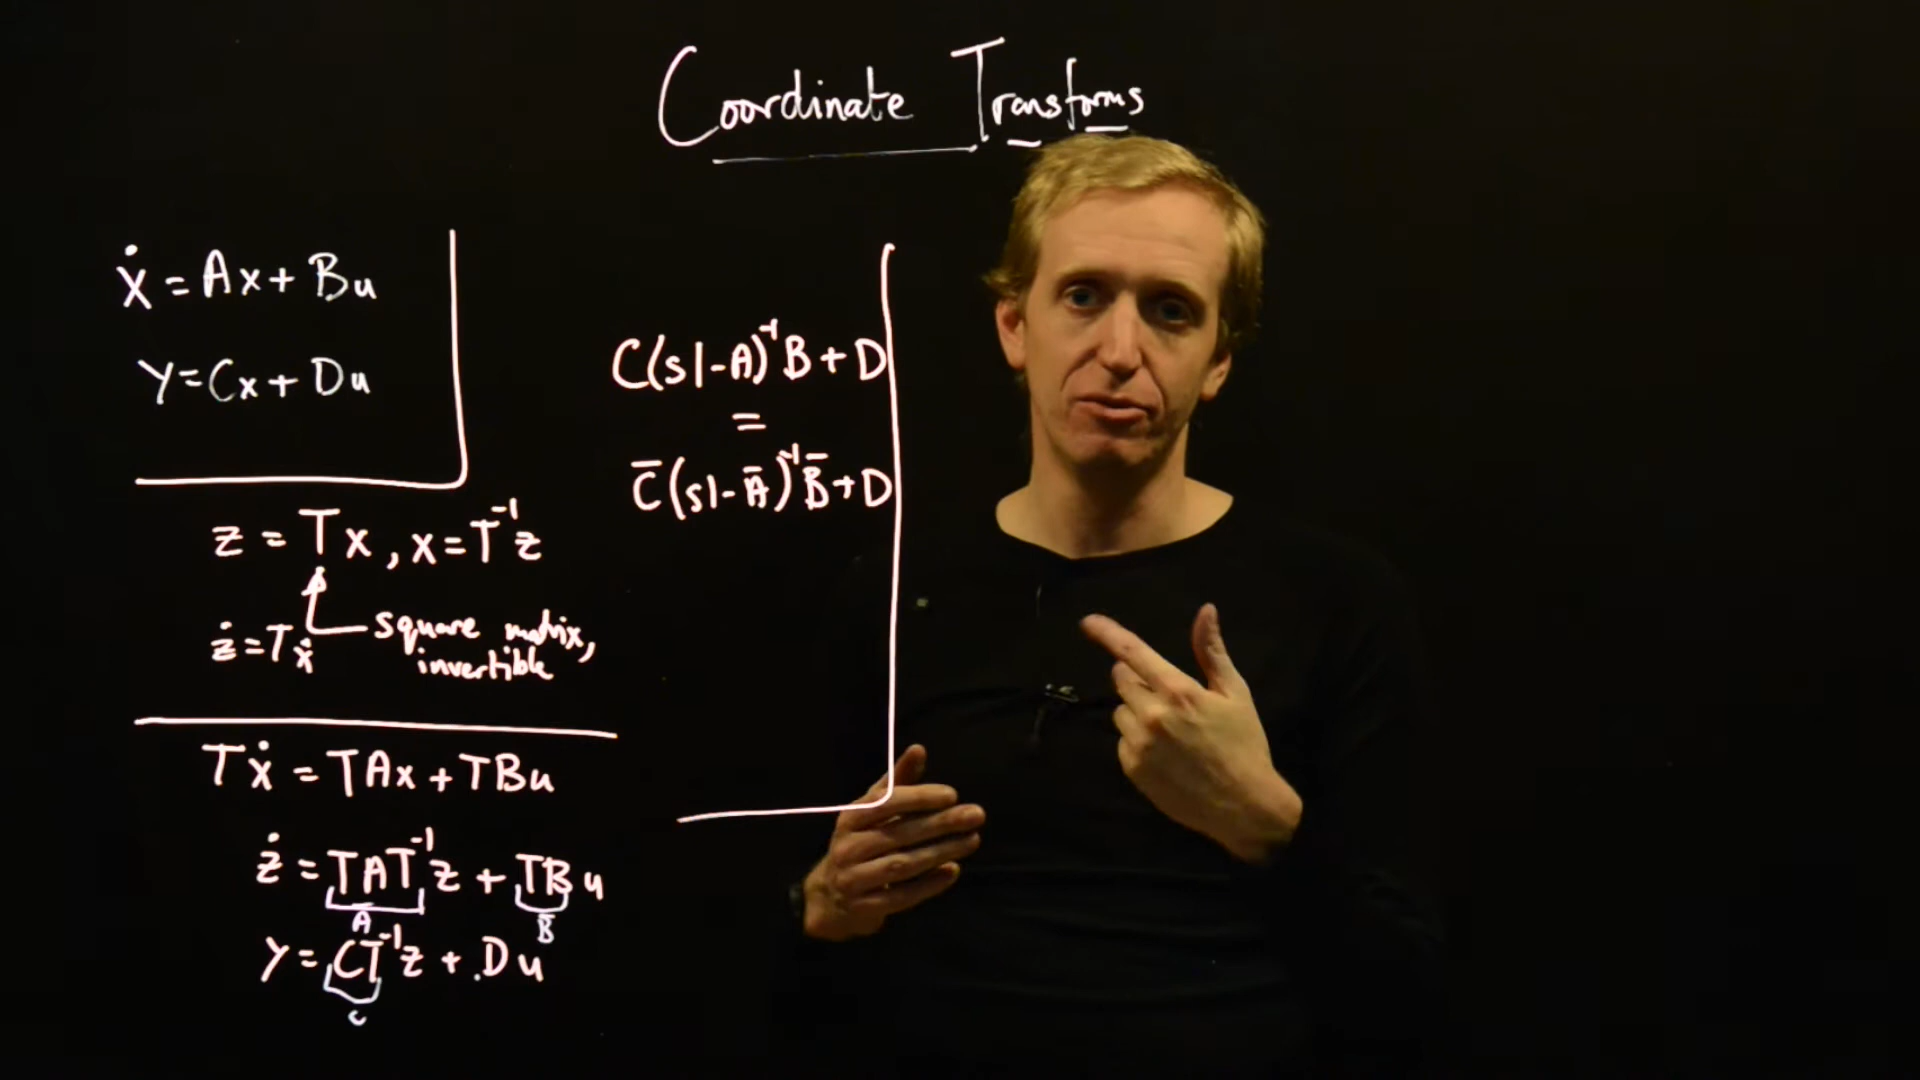 Coordinate Transforms
ẋ = Ax + Bu
y = Cx + Du
z = Tx, x = T⁻¹z
ż = Tẋ
square matrix,
invertible
Tẋ = TAx + TBu
ż = TAT⁻¹z + TBu
Ā
B̄
y = CT⁻¹z + Du
C
C(sI-A)⁻¹B + D
=
C̄(sI-Ā)⁻¹B̄ + D